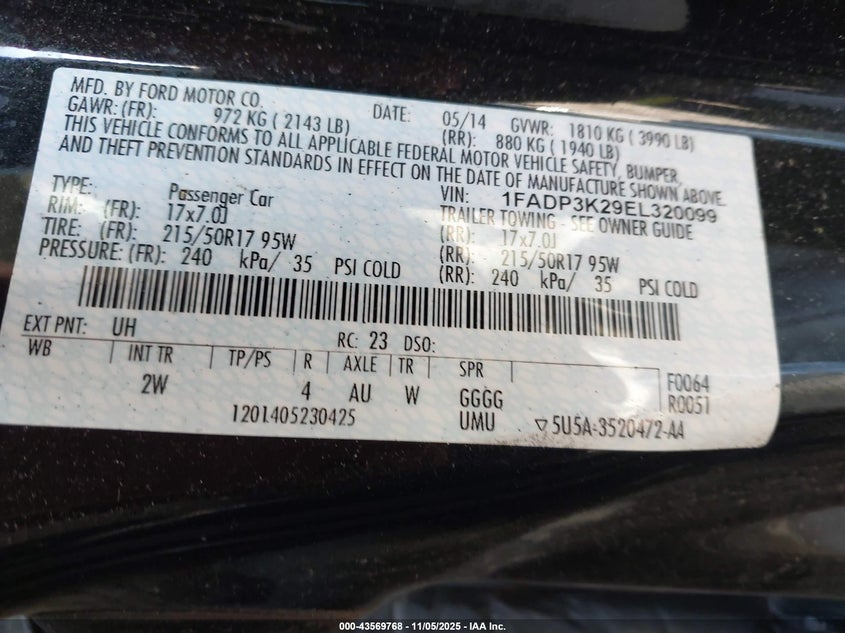 MFD. BY FORD MOTOR CO. DATE: 05/14 GVWR: 1810 KG ( 3990 LB)
GAWR: (FR): 972 KG ( 2143 LB) (RR): 880 KG ( 1940 LB)
THIS VEHICLE CONFORMS TO ALL APPLICABLE FEDERAL MOTOR VEHICLE SAFETY, BUMPER,
AND THEFT PREVENTION STANDARDS IN EFFECT ON THE DATE OF MANUFACTURE SHOWN ABOVE.
VIN: 1FADP3K29EL320099
TYPE: Passenger Car TRAILER TOWING - SEE OWNER GUIDE
RIM: (FR): 17x7.0J (RR): 17x7.0J
TIRE: (FR): 215/50R17 95W (RR): 215/50R17 95W
PRESSURE: (FR): 240 kPa/ 35 PSI COLD (RR): 240 kPa/ 35 PSI COLD
EXT PNT: UH RC: 23 DSO:
WB INT TR TP/PS R AXLE TR SPR
2W 4 AU W GGGG F0064
R0051
1201405230425 UMU ▽5U5A-3520472-AA
000-43569768 - 11/05/2025 - IAA Inc.